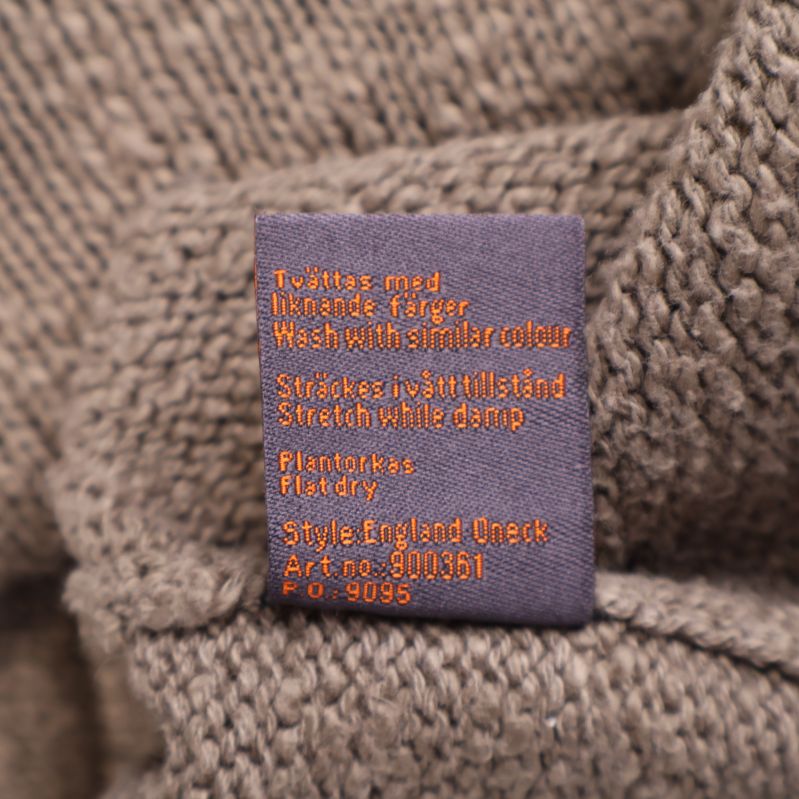 Tvättas med
liknande färger
Wash with similar colour
Sträckes i vått tillstånd
Stretch while damp
Plantorkas
Flat dry
Style: England Uneck
Art.no.: 900361
P.O.: 9095